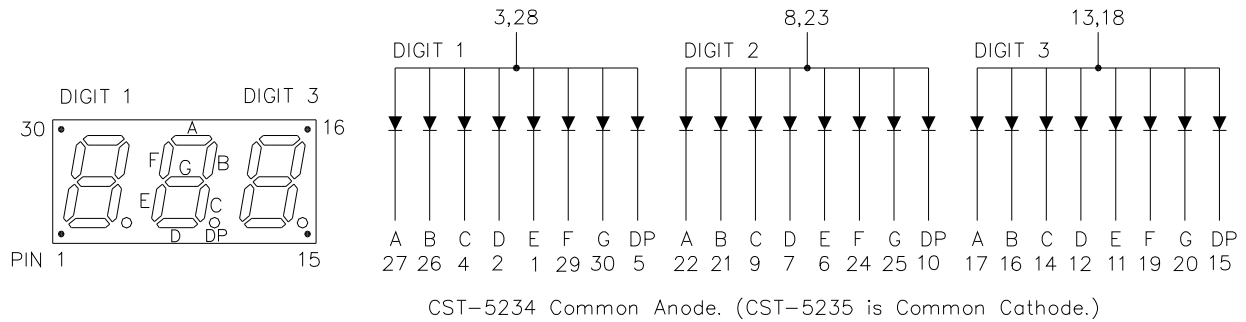 3,28 8,23 13,18
DIGIT 1 DIGIT 2 DIGIT 3
DIGIT 1 DIGIT 3
30 A 16
F G B
E C
D DP
PIN 1 15
A B C D E F G DP A B C D E F G DP A B C D E F G DP
27 26 4 2 1 29 30 5 22 21 9 7 6 24 25 10 17 16 14 12 11 19 20 15
CST-5234 Common Anode. (CST-5235 is Common Cathode.)